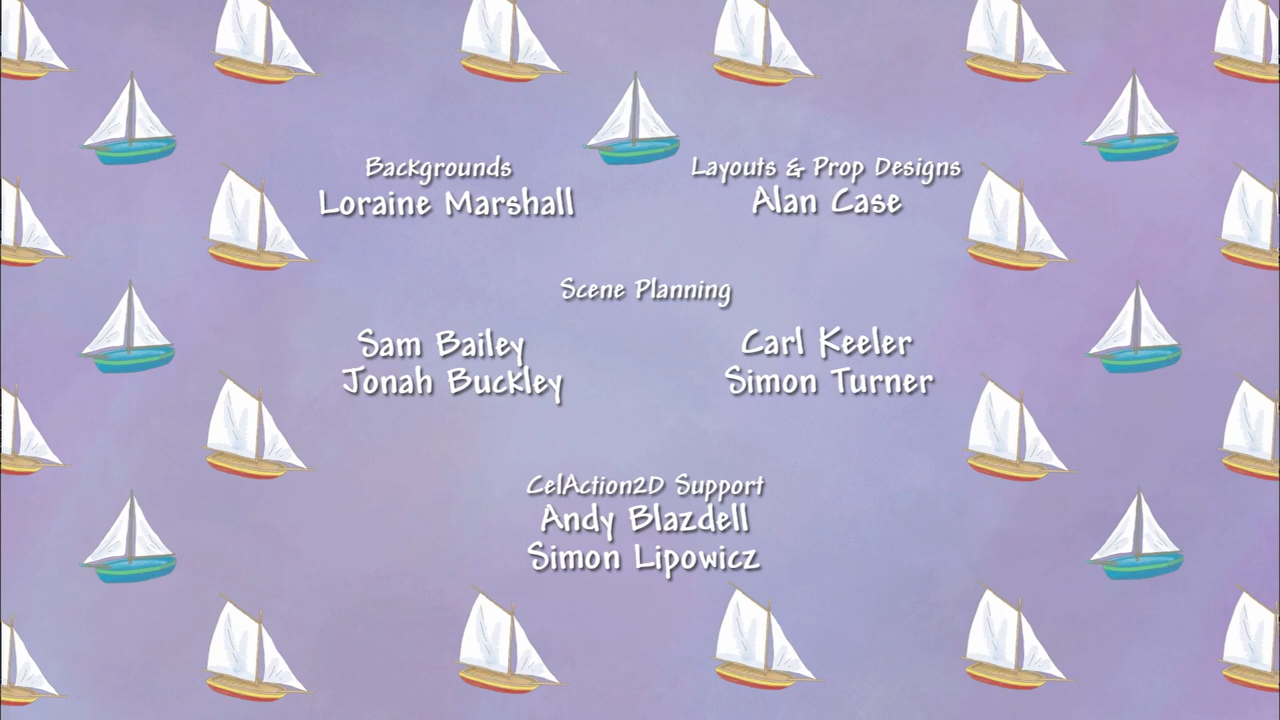 Backgrounds
Loraine Marshall
Layouts & Prop Designs
Alan Case
Scene Planning
Sam Bailey
Jonah Buckley
Carl Keeler
Simon Turner
CelAction2D Support
Andy Blazdell
Simon Lipowicz